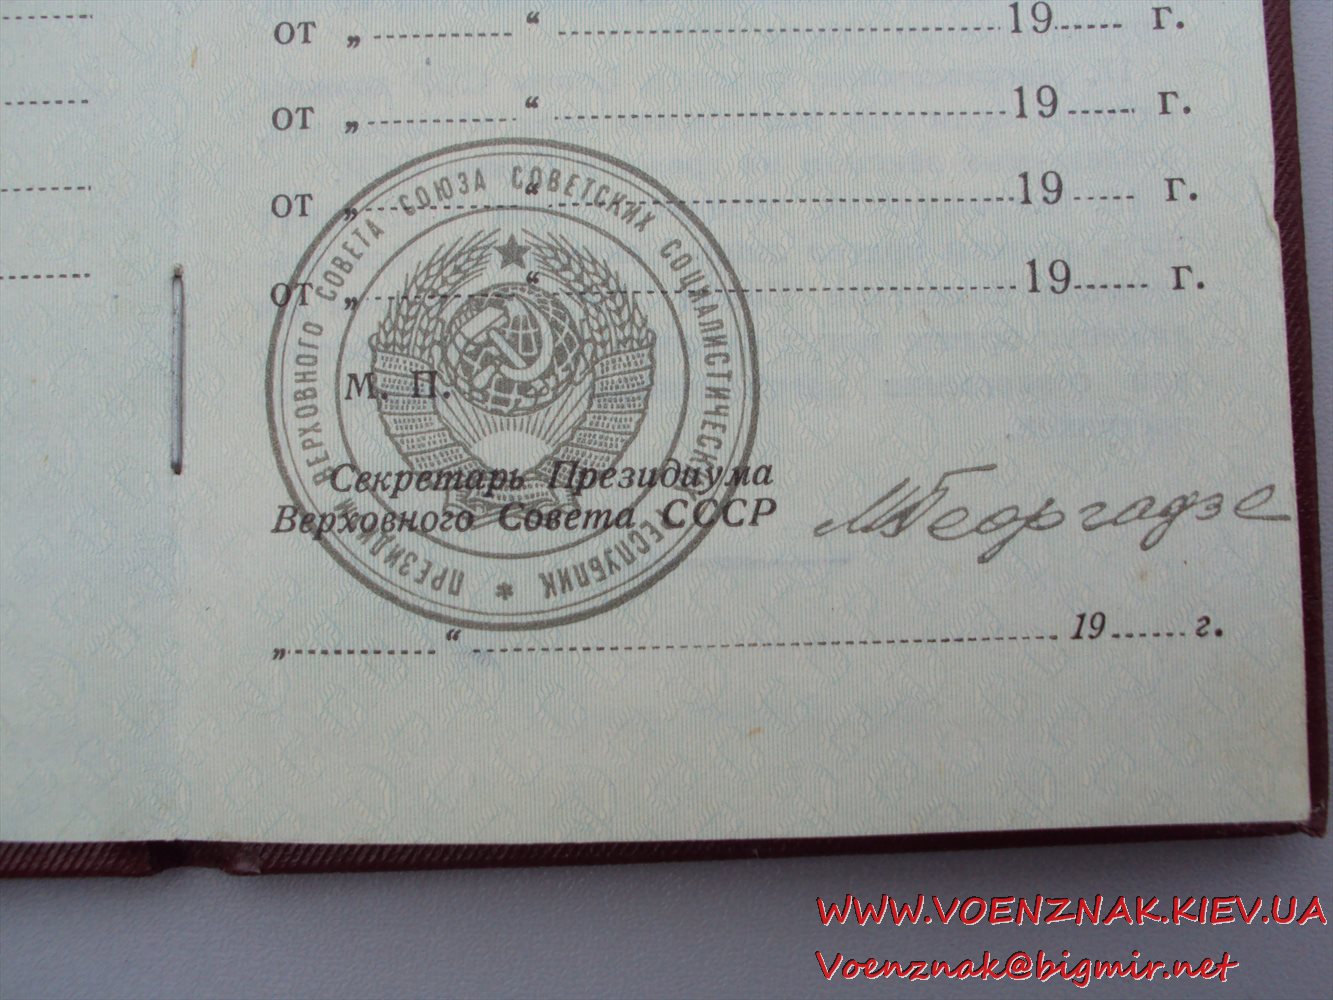 от „ “ 19 г.
от „ “ 19 г.
от „ “ 19 г.
от „ “ 19 г.
ПРЕЗИДИУМ ВЕРХОВНОГО СОВЕТА СОЮЗА СОВЕТСКИХ СОЦИАЛИСТИЧЕСКИХ РЕСПУБЛИК *
М. П.
Секретарь Президиума
Верховного Совета СССР
МГеоргадзе
„ “ 19 г.
WWW.VOENZNAK.KIEV.UA
Voenznak@bigmir.net